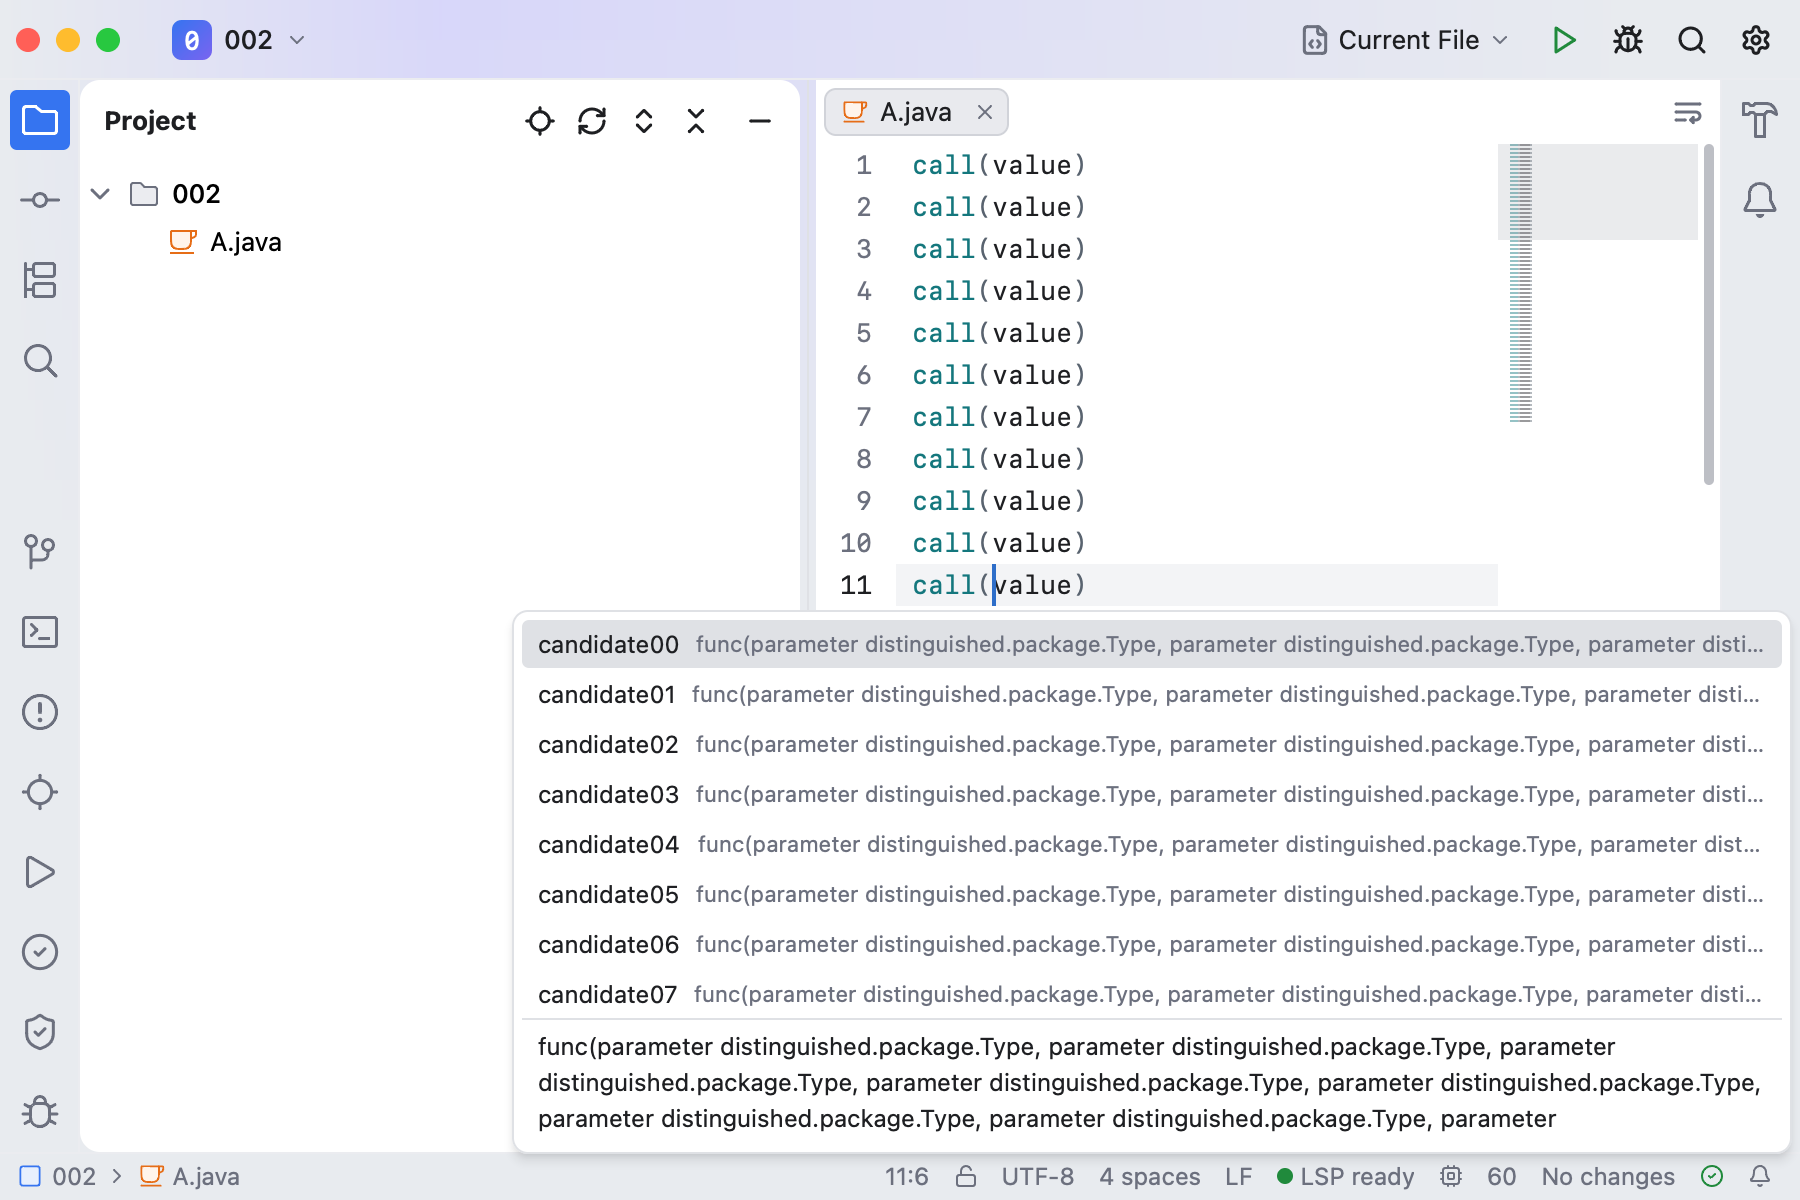 0 002
Current File
Project
002
A.java
A.java
1 call(value)
2 call(value)
3 call(value)
4 call(value)
5 call(value)
6 call(value)
7 call(value)
8 call(value)
9 call(value)
10 call(value)
11 call(value)
candidate00 func(parameter distinguished.package.Type, parameter distinguished.package.Type, parameter disti...
candidate01 func(parameter distinguished.package.Type, parameter distinguished.package.Type, parameter disti...
candidate02 func(parameter distinguished.package.Type, parameter distinguished.package.Type, parameter disti...
candidate03 func(parameter distinguished.package.Type, parameter distinguished.package.Type, parameter disti...
candidate04 func(parameter distinguished.package.Type, parameter distinguished.package.Type, parameter dist...
candidate05 func(parameter distinguished.package.Type, parameter distinguished.package.Type, parameter disti...
candidate06 func(parameter distinguished.package.Type, parameter distinguished.package.Type, parameter disti...
candidate07 func(parameter distinguished.package.Type, parameter distinguished.package.Type, parameter disti...
func(parameter distinguished.package.Type, parameter distinguished.package.Type, parameter
distinguished.package.Type, parameter distinguished.package.Type, parameter distinguished.package.Type,
parameter distinguished.package.Type, parameter distinguished.package.Type, parameter
002 > A.java 11:6 UTF-8 4 spaces LF LSP ready 60 No changes